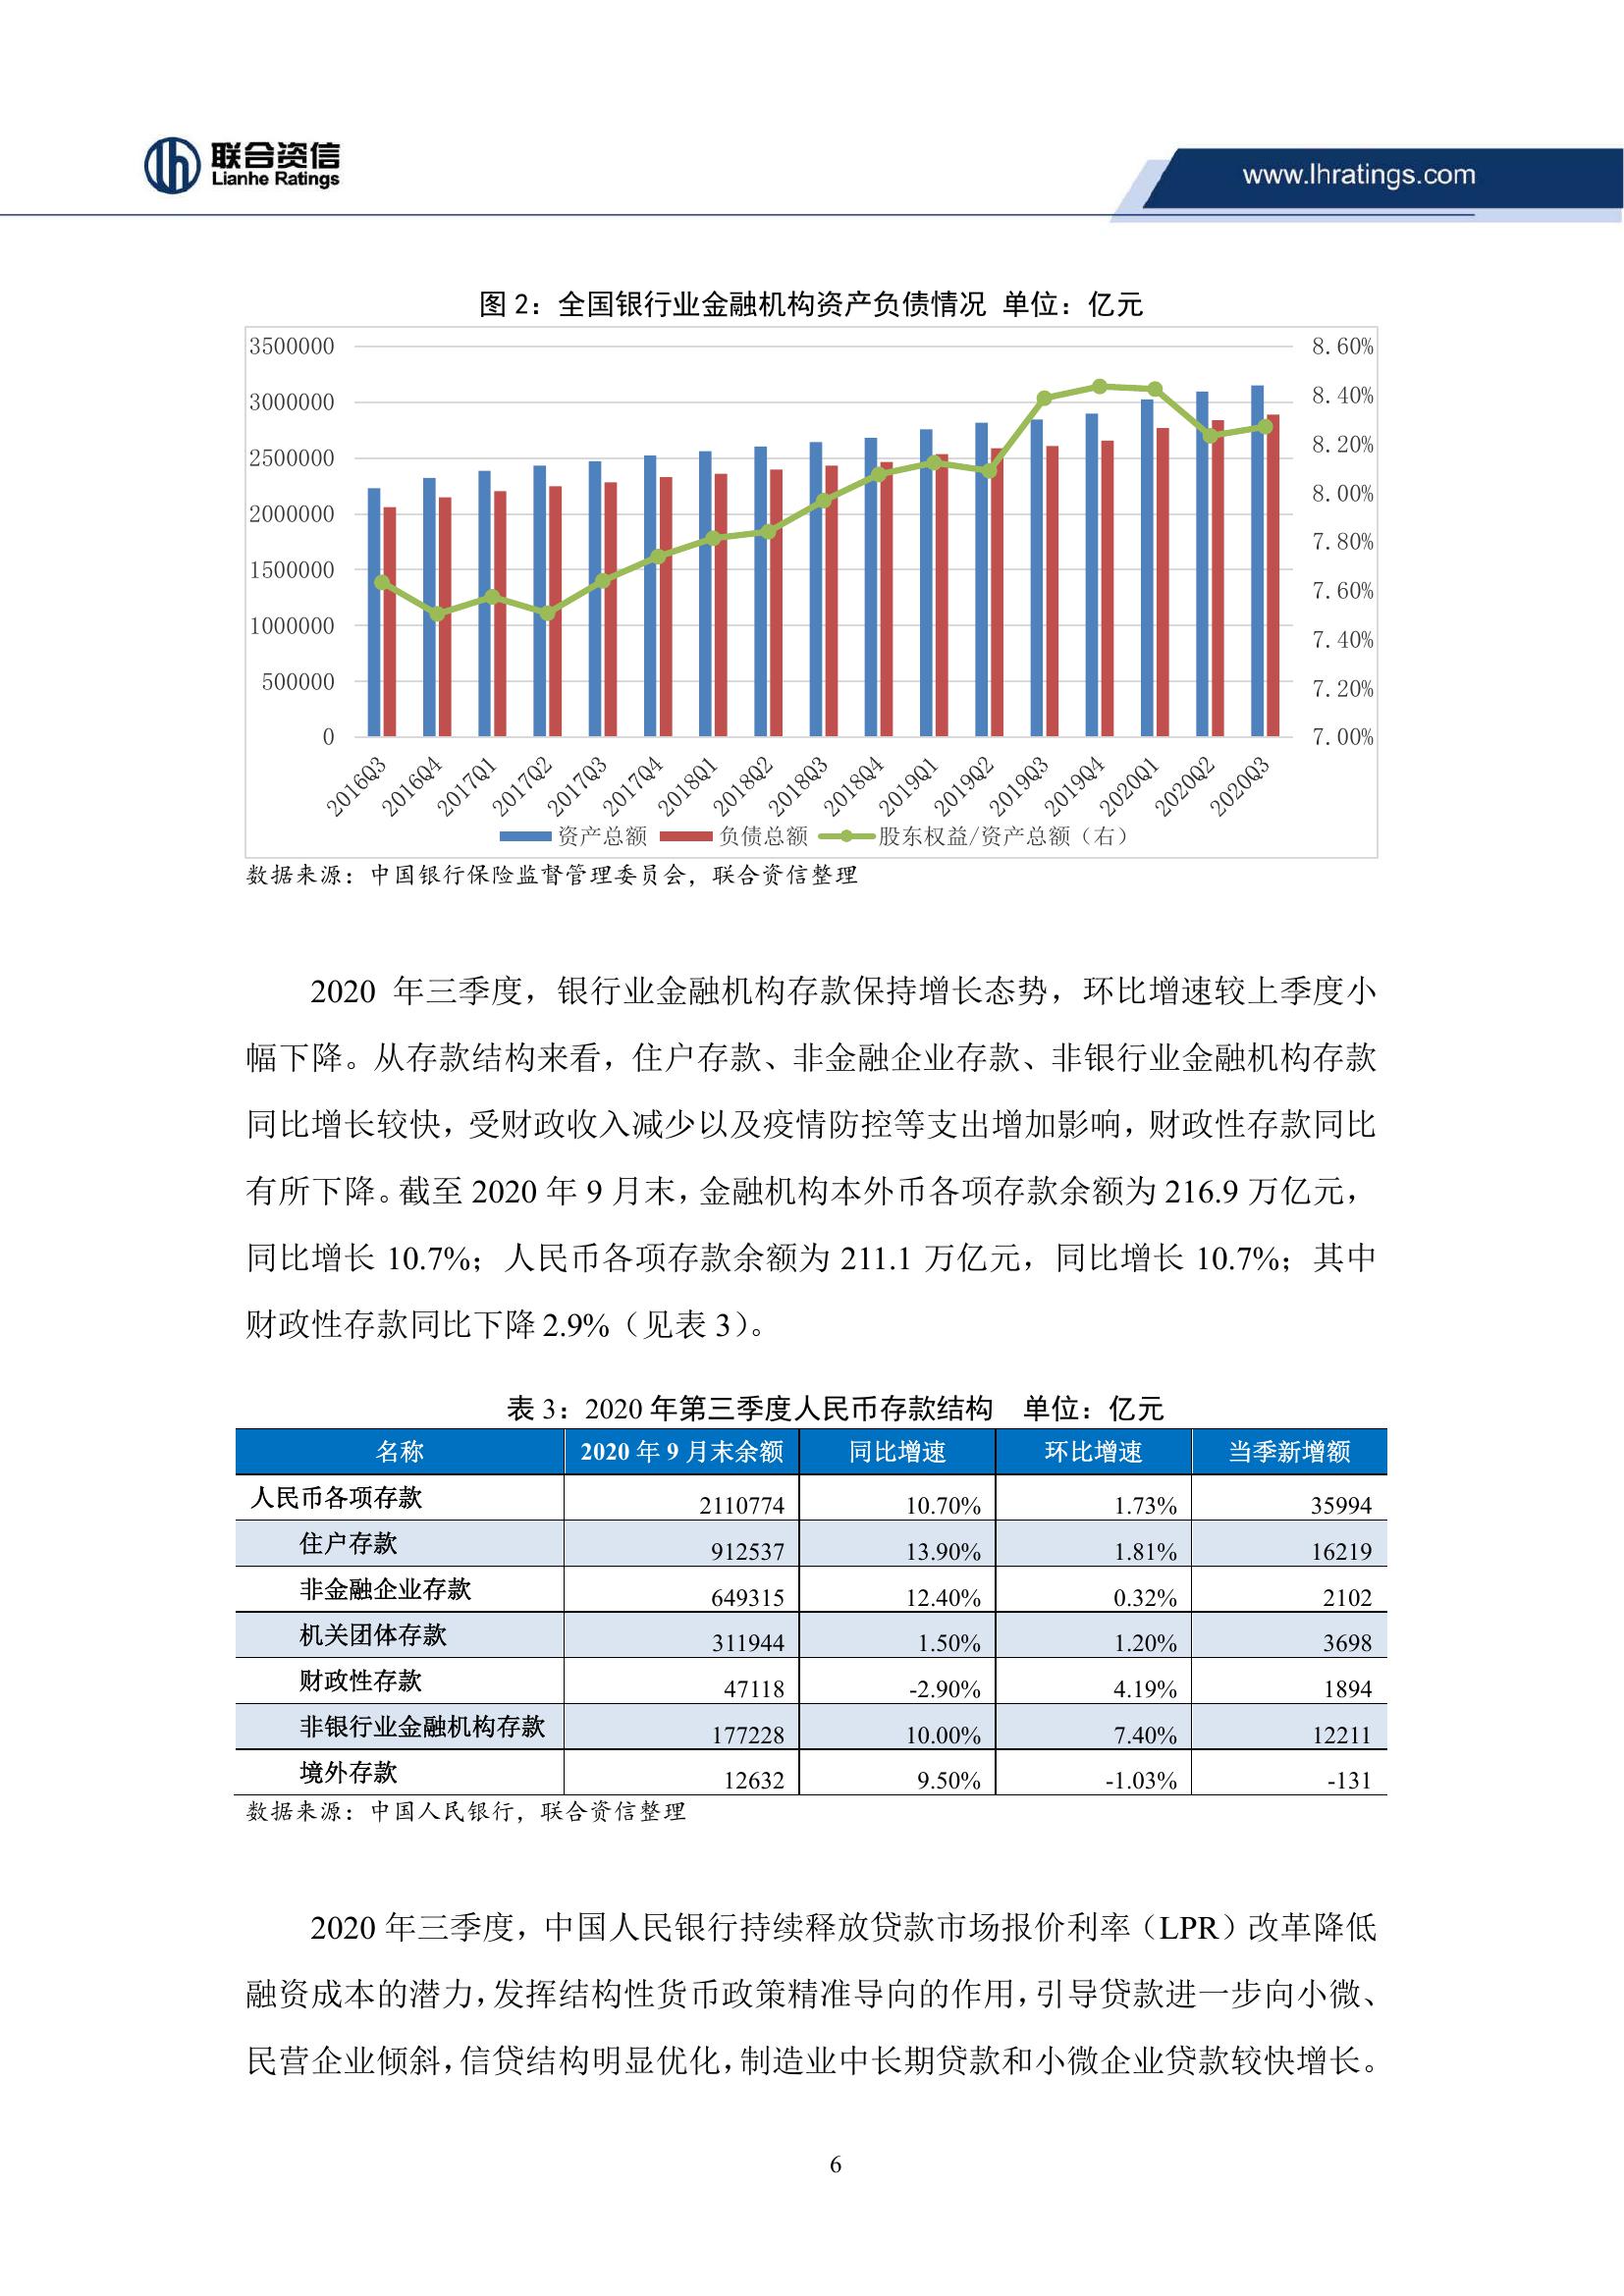 联合资信
Lianhe Ratings
www.lhratings.com
图 2：全国银行业金融机构资产负债情况 单位：亿元
3500000
3000000
2500000
2000000
1500000
1000000
500000
0
8.60%
8.40%
8.20%
8.00%
7.80%
7.60%
7.40%
7.20%
7.00%
2016Q3 2016Q4 2017Q1 2017Q2 2017Q3 2017Q4 2018Q1 2018Q2 2018Q3 2018Q4 2019Q1 2019Q2 2019Q3 2019Q4 2020Q1 2020Q2 2020Q3
资产总额 负债总额 股东权益/资产总额（右）
数据来源：中国银行保险监督管理委员会，联合资信整理
2020 年三季度，银行业金融机构存款保持增长态势，环比增速较上季度小
幅下降。从存款结构来看，住户存款、非金融企业存款、非银行业金融机构存款
同比增长较快，受财政收入减少以及疫情防控等支出增加影响，财政性存款同比
有所下降。截至 2020 年 9 月末，金融机构本外币各项存款余额为 216.9 万亿元，
同比增长 10.7%；人民币各项存款余额为 211.1 万亿元，同比增长 10.7%；其中
财政性存款同比下降 2.9%（见表 3）。
表 3：2020 年第三季度人民币存款结构 单位：亿元
名称 2020 年 9 月末余额 同比增速 环比增速 当季新增额
人民币各项存款 2110774 10.70% 1.73% 35994
住户存款 912537 13.90% 1.81% 16219
非金融企业存款 649315 12.40% 0.32% 2102
机关团体存款 311944 1.50% 1.20% 3698
财政性存款 47118 -2.90% 4.19% 1894
非银行业金融机构存款 177228 10.00% 7.40% 12211
境外存款 12632 9.50% -1.03% -131
数据来源：中国人民银行，联合资信整理
2020 年三季度，中国人民银行持续释放贷款市场报价利率（LPR）改革降低
融资成本的潜力，发挥结构性货币政策精准导向的作用，引导贷款进一步向小微、
民营企业倾斜，信贷结构明显优化，制造业中长期贷款和小微企业贷款较快增长。
6